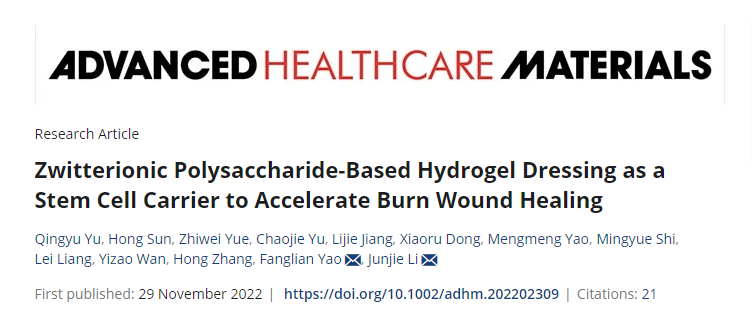 ADVANCED HEALTHCARE MATERIALS
Research Article
Zwitterionic Polysaccharide-Based Hydrogel Dressing as a
Stem Cell Carrier to Accelerate Burn Wound Healing
Qingyu Yu, Hong Sun, Zhiwei Yue, Chaojie Yu, Lijie Jiang, Xiaoru Dong, Mengmeng Yao, Mingyue Shi,
Lei Liang, Yizao Wan, Hong Zhang, Fanglian Yao, Junjie Li
First published: 29 November 2022 | https://doi.org/10.1002/adhm.202202309 | Citations: 21